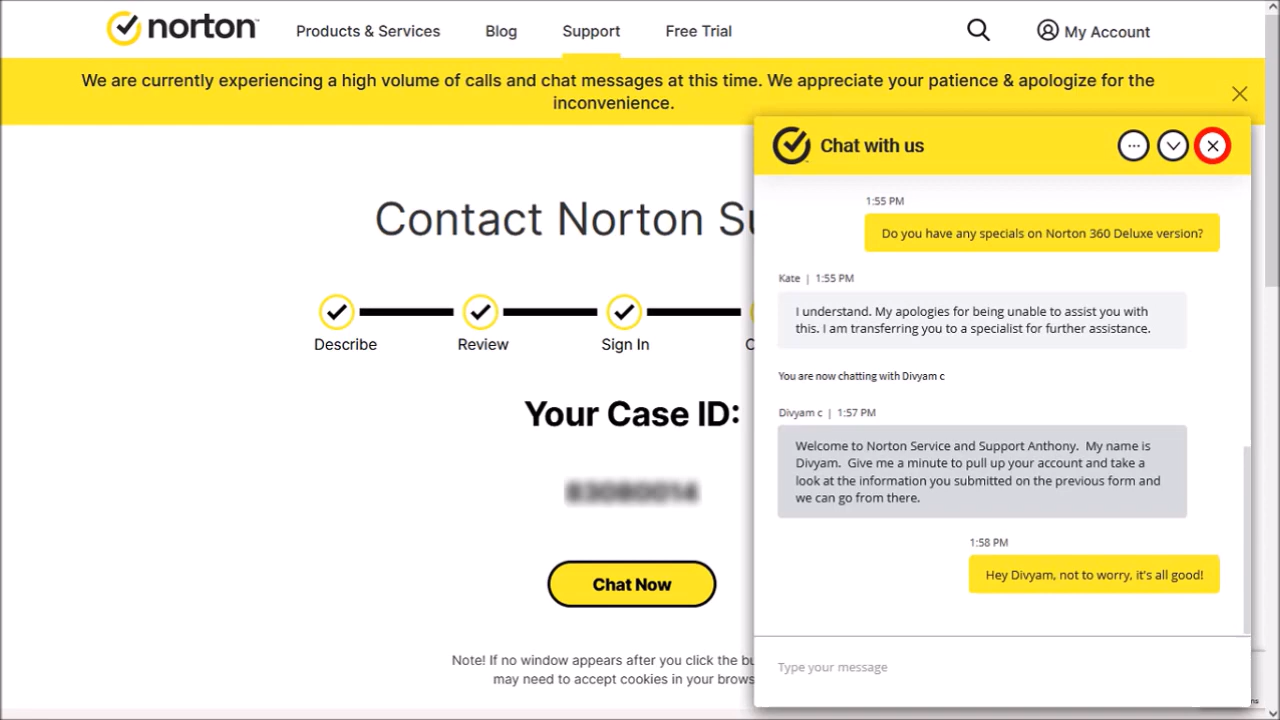 norton
Products & Services
Blog
Support
Free Trial
My Account
We are currently experiencing a high volume of calls and chat messages at this time. We appreciate your patience & apologize for the
inconvenience.
Contact Norton Su
Describe
Review
Sign In
Your Case ID:
Chat Now
Note! If no window appears after you click the bu
may need to accept cookies in your brows
Chat with us
1:55 PM
Do you have any specials on Norton 360 Deluxe version?
Kate | 1:55 PM
I understand. My apologies for being unable to assist you with
this. I am transferring you to a specialist for further assistance.
You are now chatting with Divyam c
Divyam c | 1:57 PM
Welcome to Norton Service and Support Anthony. My name is
Divyam. Give me a minute to pull up your account and take a
look at the information you submitted on the previous form and
we can go from there.
1:58 PM
Hey Divyam, not to worry, it's all good!
Type your message